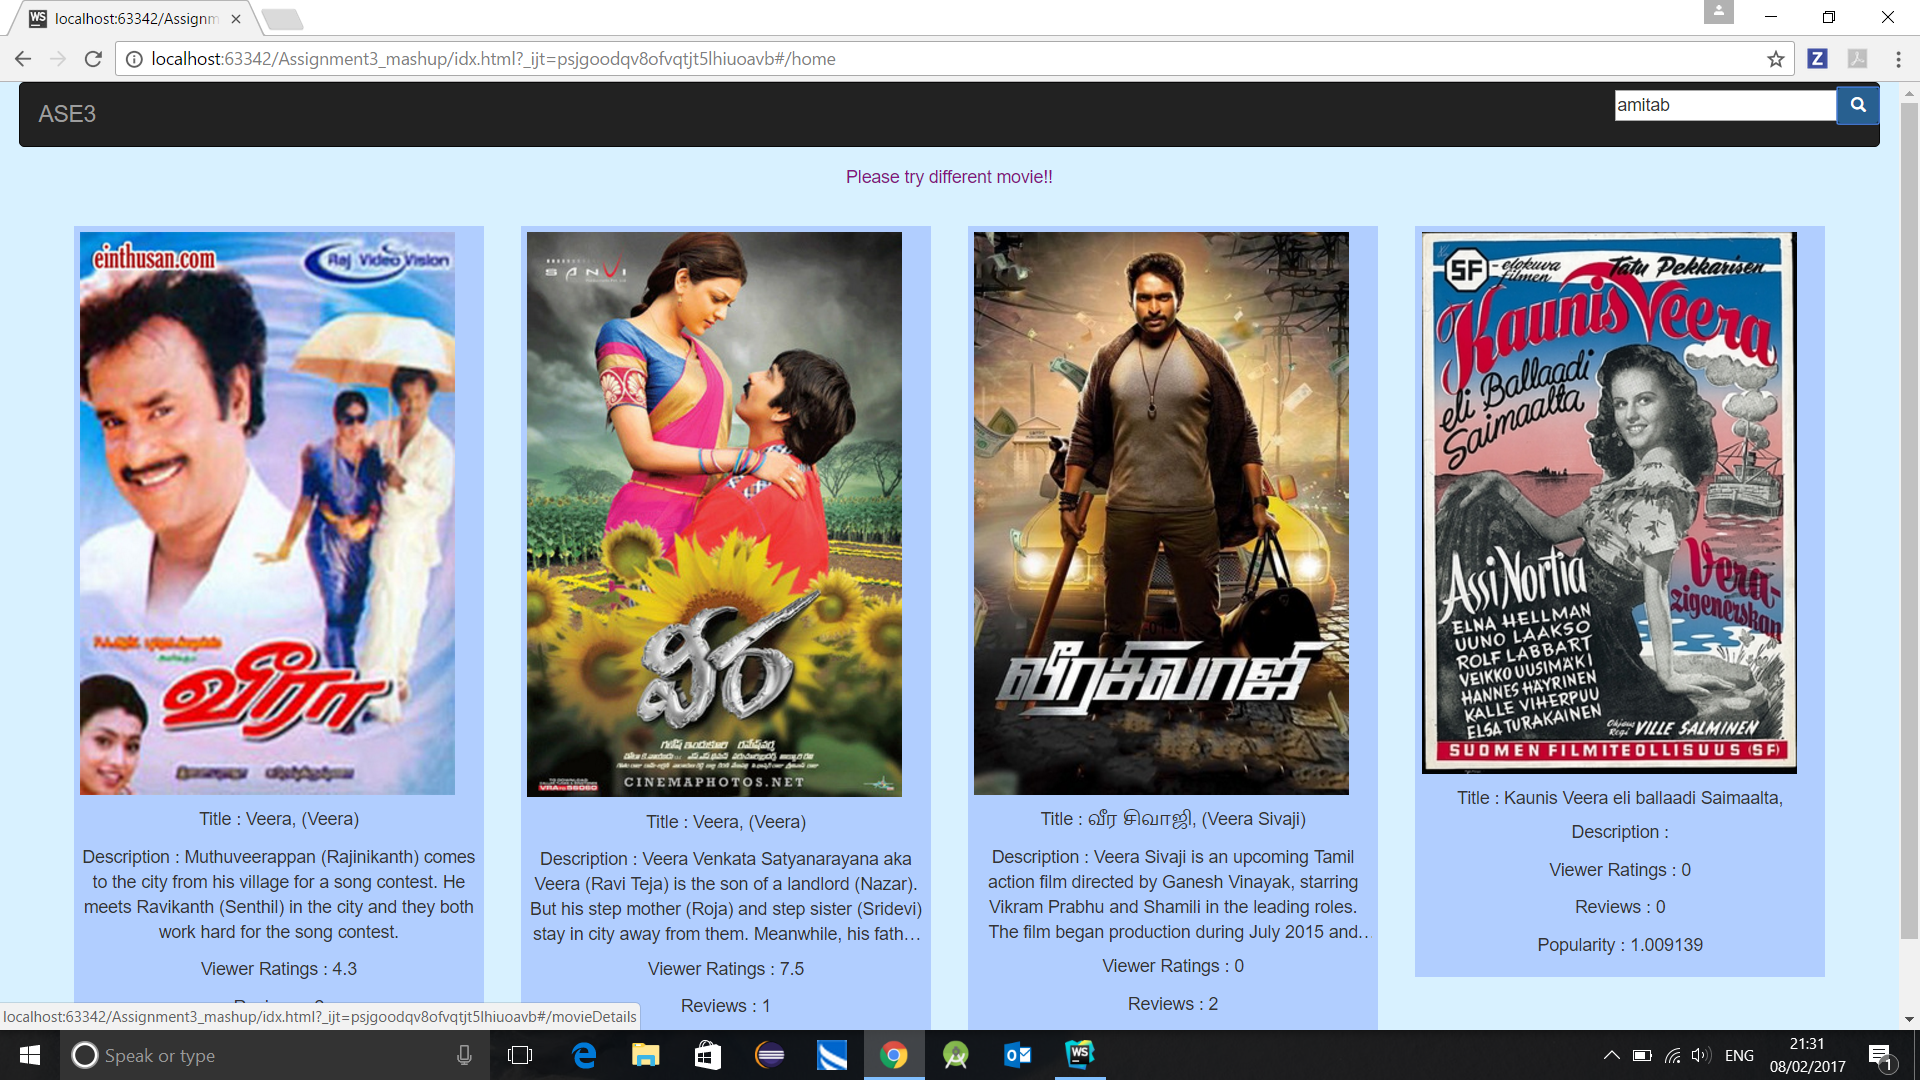 localhost:63342/Assignm
localhost:63342/Assignment3_mashup/idx.html?_ijt=psjgoodqv8ofvqtjt5lhiuoavb#/home
Z
ASE3
amitab
Please try different movie!!
einthusan.com
Raj Video Vision
வீரா
Title : Veera, (Veera)
Description : Muthuveerappan (Rajinikanth) comes
to the city from his village for a song contest. He
meets Ravikanth (Senthil) in the city and they both
work hard for the song contest.
Viewer Ratings : 4.3
SANVI
వీర
CINEMAPHOTOS.NET
Title : Veera, (Veera)
Description : Veera Venkata Satyanarayana aka
Veera (Ravi Teja) is the son of a landlord (Nazar).
But his step mother (Roja) and step sister (Sridevi)
stay in city away from them. Meanwhile, his fath...
Viewer Ratings : 7.5
Reviews : 1
வீரசிவாஜி
Title : வீர சிவாஜி, (Veera Sivaji)
Description : Veera Sivaji is an upcoming Tamil
action film directed by Ganesh Vinayak, starring
Vikram Prabhu and Shamili in the leading roles.
The film began production during July 2015 and..
Viewer Ratings : 0
Reviews : 2
SF - elokuva
filmen
Tatu Pekkarisen
Kaunis Veera
eli Ballaadi
Saimaalta
Assi Nortia
ELNA HELLMAN
UUNO LAAKSO
ROLF LABBART
VEIKKO UUSIMÄKI
HANNES HÄYRINEN
KALLE VIHERPUU
ELSA TURAKAINEN
Vera-
zigenerskan
Ohjaus
Regi VILLE SALMINEN
SUOMEN FILMITEOLLISUUS (SF)
Title : Kaunis Veera eli ballaadi Saimaalta,
Description :
Viewer Ratings : 0
Reviews : 0
Popularity : 1.009139
localhost:63342/Assignment3_mashup/idx.html?_ijt=psjgoodqv8ofvqtjt5lhiuoavb#/movieDetails
Speak or type
WS
ENG
21:31
08/02/2017
1